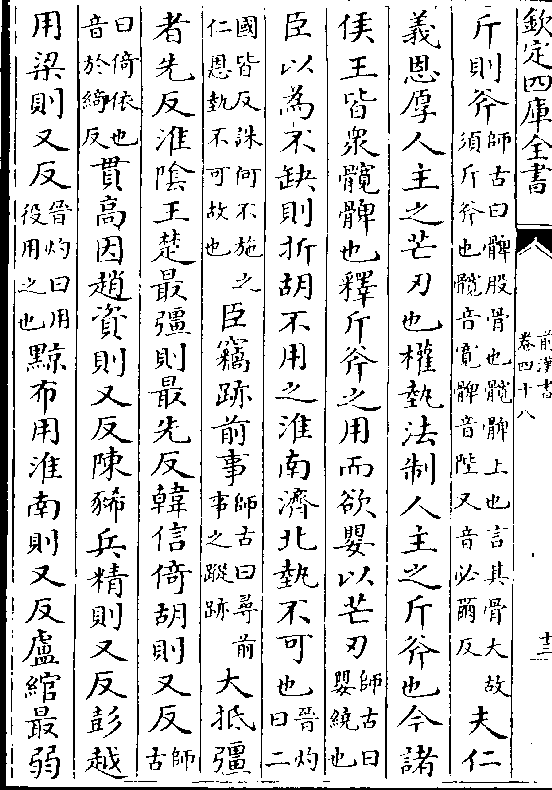 欽定四庫全書
前漢書
卷四十八
十三
斤則斧師古曰髀股骨也髖髀上也言其骨大故須斤斧也髖音寛髀音陛又音必爾反夫仁
義恩厚人主之芒刃也權埶法制人主之斤斧也今諸
侯王皆衆髖髀也釋斤斧之用而欲嬰以芒刃師古曰嬰繞也
臣以為不缺則折胡不用之淮南濟北埶不可也晉灼曰二
國皆反誅何不施之仁恩埶不可故也臣竊跡前事師古曰尋前事之蹤跡大抵彊
者先反淮陰王楚最彊則最先反韓信倚胡則又反師古
曰倚依也音於綺反貫高因趙資則又反陳豨兵精則又反彭越
用梁則又反晉灼曰用役用之也黥布用淮南則又反盧綰最弱